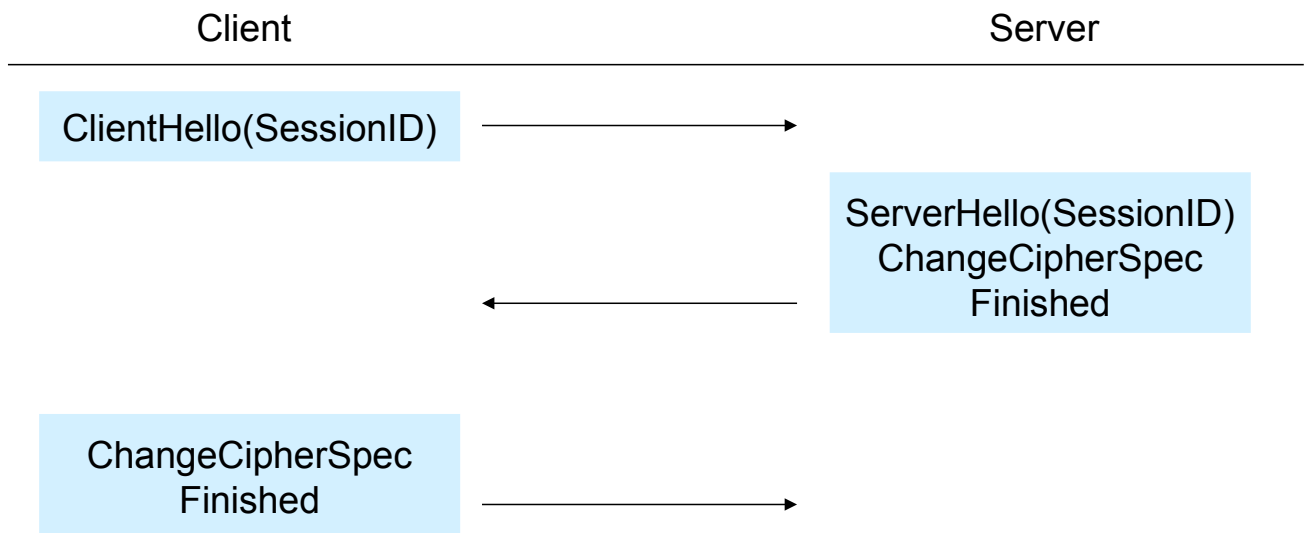 Client
Server
ClientHello(SessionID)
ServerHello(SessionID)
ChangeCipherSpec
Finished
ChangeCipherSpec
Finished